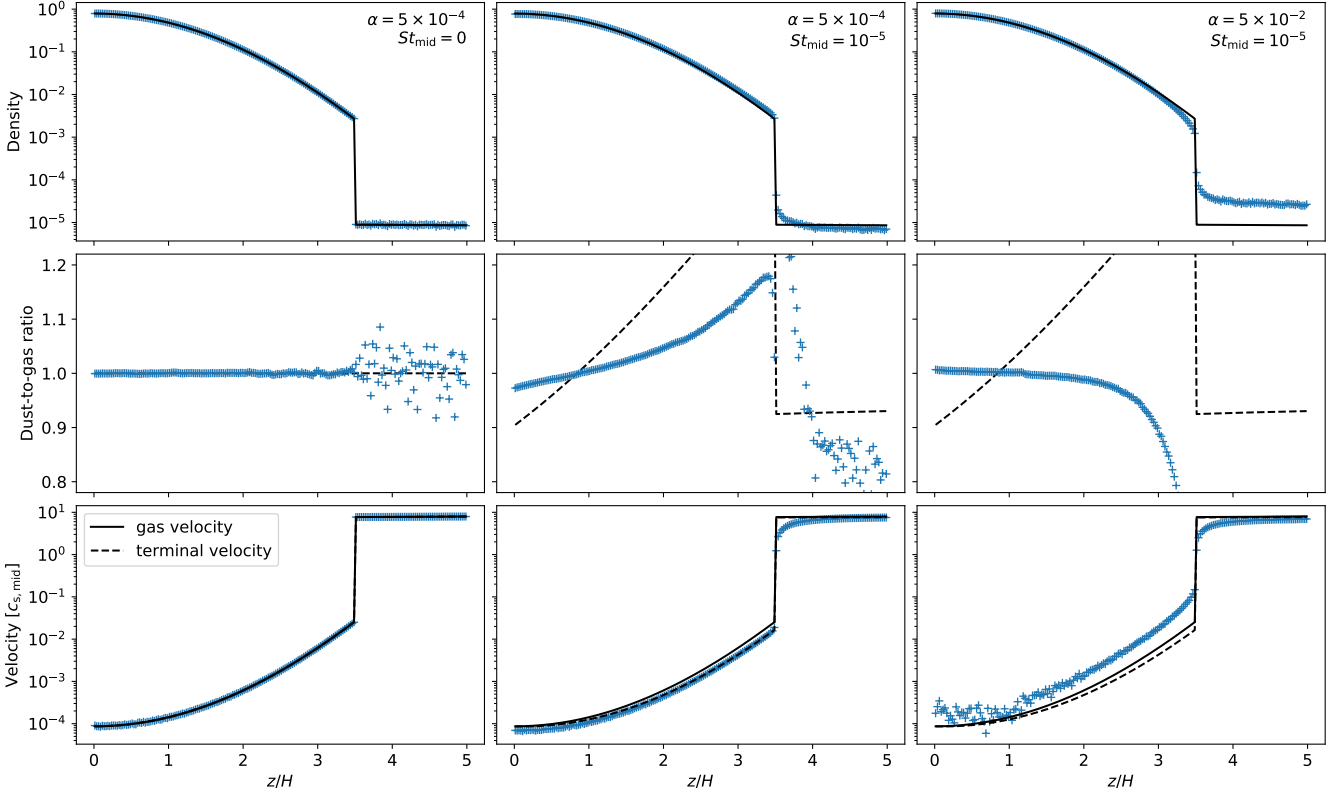 10⁰
10⁻¹
10⁻²
10⁻³
10⁻⁴
10⁻⁵
Density
α = 5 × 10⁻⁴
St_mid = 0
α = 5 × 10⁻⁴
St_mid = 10⁻⁵
α = 5 × 10⁻²
St_mid = 10⁻⁵
1.2
1.1
1.0
0.9
0.8
Dust-to-gas ratio
10¹
10⁰
10⁻¹
10⁻²
10⁻³
10⁻⁴
Velocity [c_s,mid]
gas velocity
terminal velocity
0 1 2 3 4 5
z/H
0 1 2 3 4 5
z/H
0 1 2 3 4 5
z/H